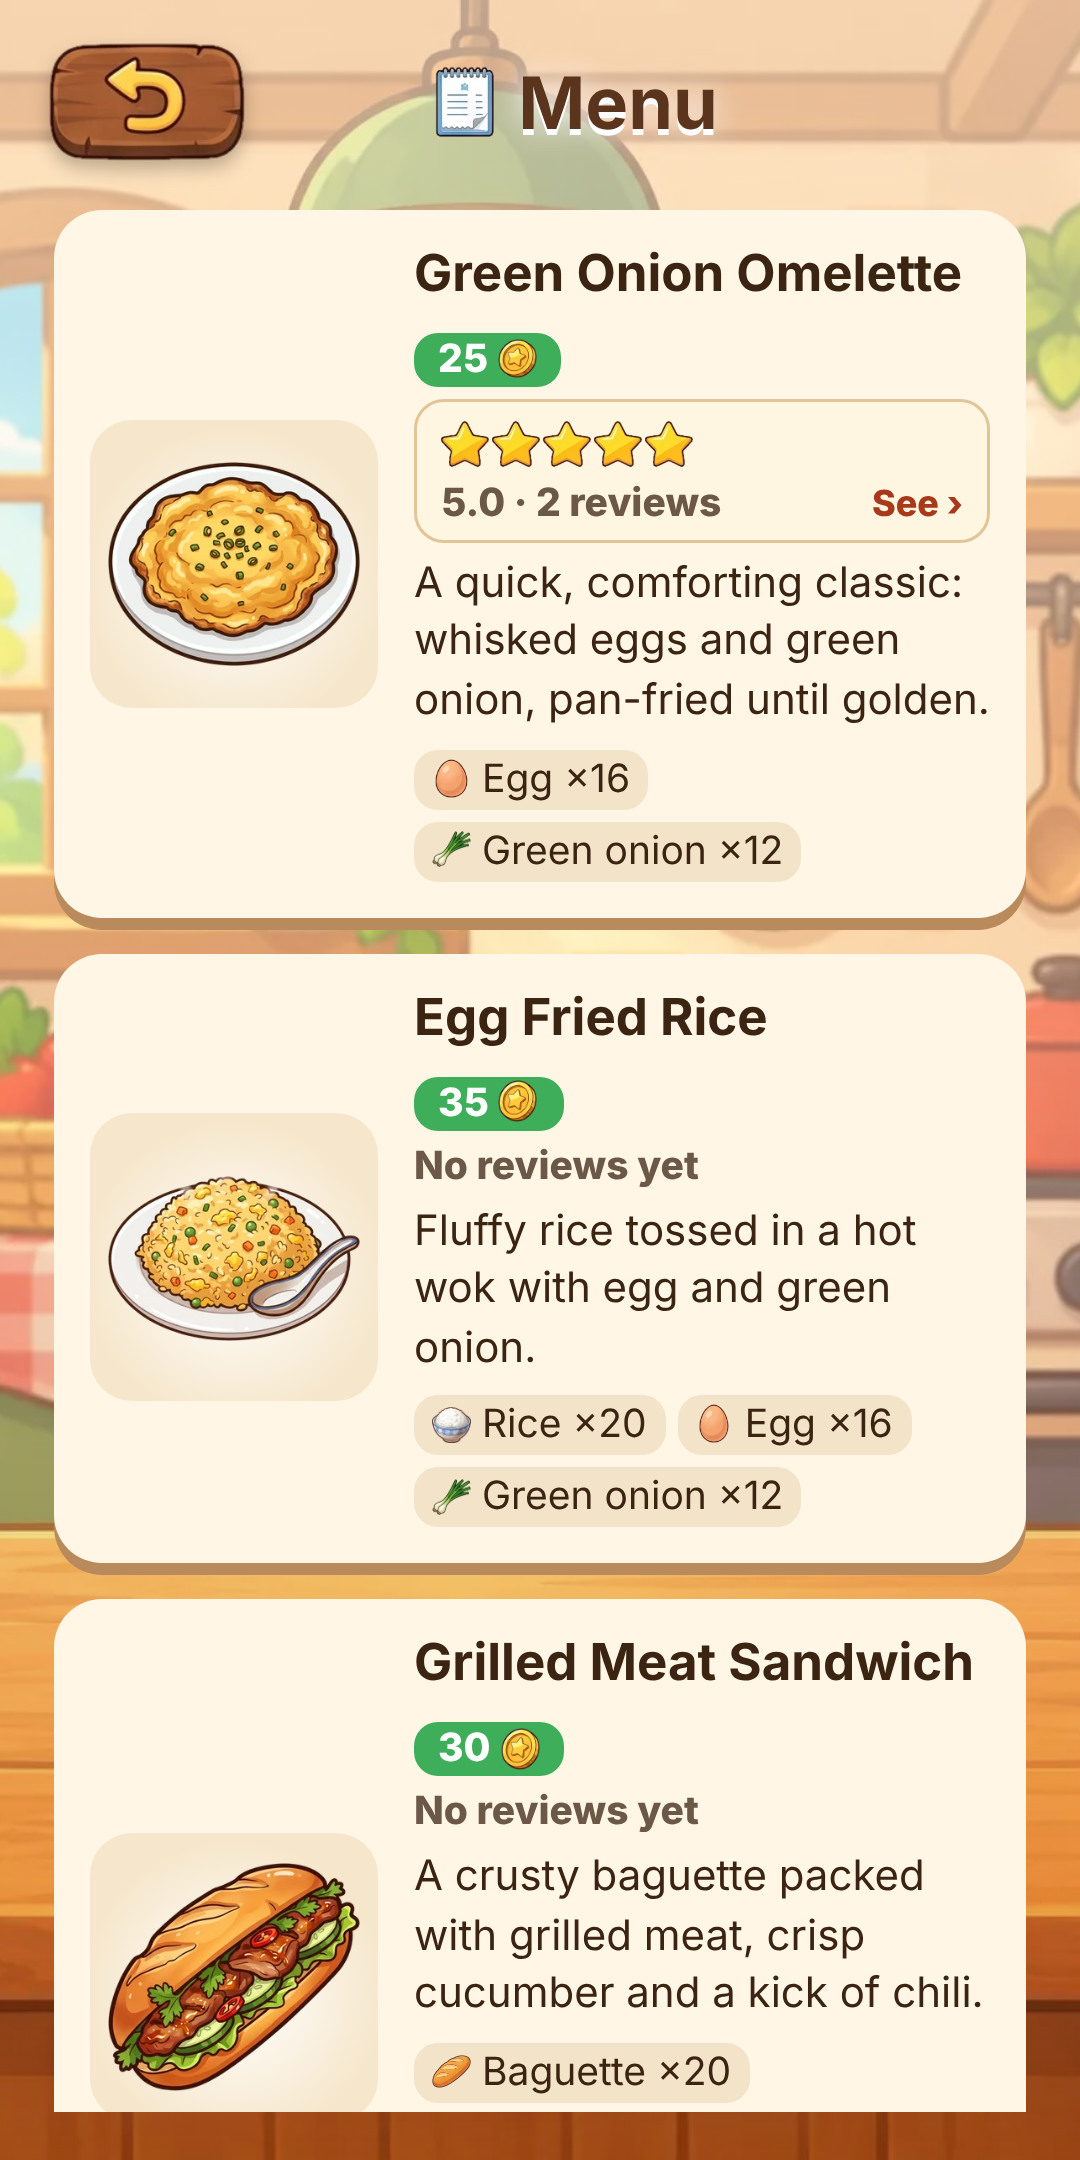 Menu
Green Onion Omelette
25
5.0 · 2 reviews
See ›
A quick, comforting classic:
whisked eggs and green
onion, pan-fried until golden.
Egg ×16
Green onion ×12
Egg Fried Rice
35
No reviews yet
Fluffy rice tossed in a hot
wok with egg and green
onion.
Rice ×20
Egg ×16
Green onion ×12
Grilled Meat Sandwich
30
No reviews yet
A crusty baguette packed
with grilled meat, crisp
cucumber and a kick of chili.
Baguette ×20